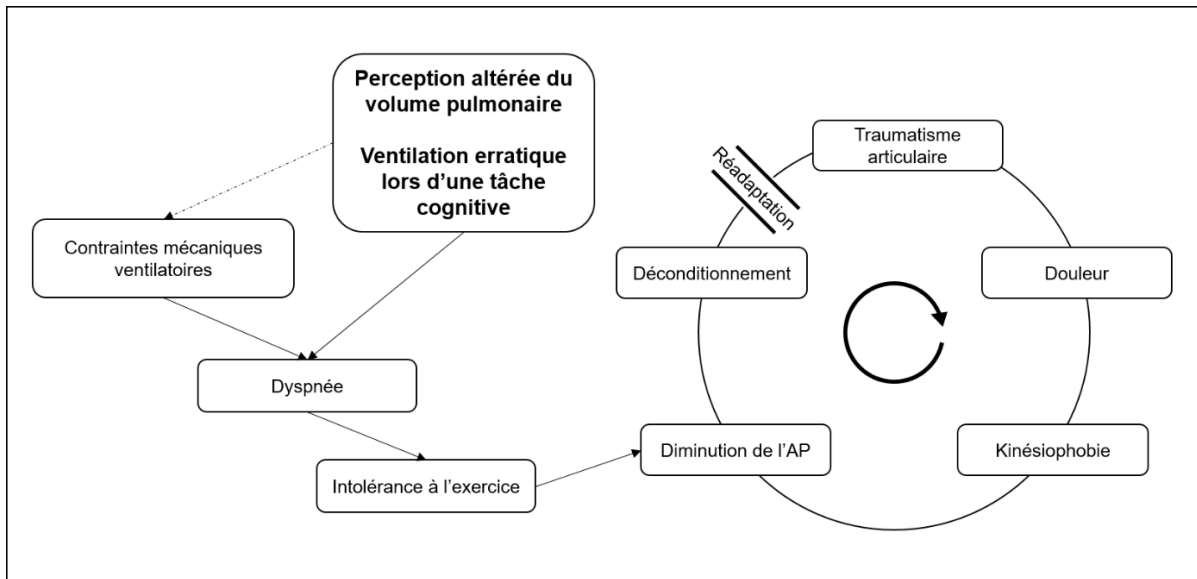 Perception altérée du
volume pulmonaire
Ventilation erratique
lors d'une tâche
cognitive
Contraintes mécaniques
ventilatoires
Dyspnée
Intolérance à l'exercice
Traumatisme
articulaire
Douleur
Kinésiophobie
Diminution de l'AP
Déconditionnement
Réadaptation